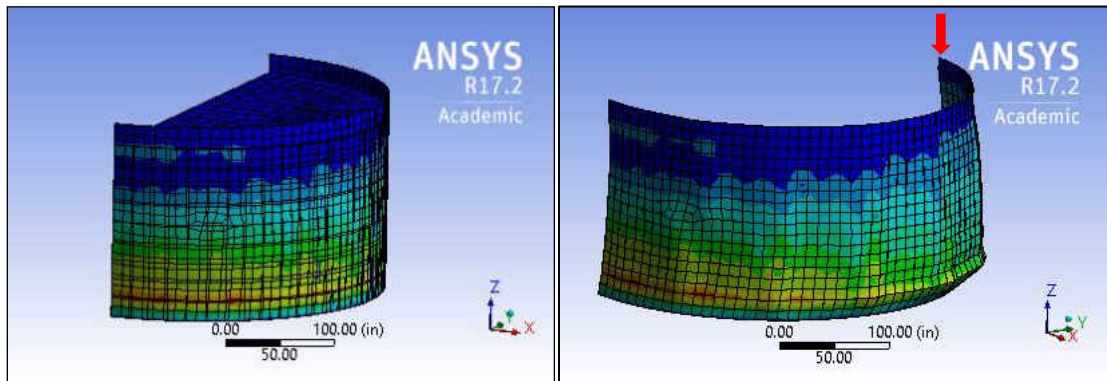 ANSYS
R17.2
Academic
Z
Y
X
0.00 100.00 (in)
50.00
ANSYS
R17.2
Academic
Z
Y
X
0.00 100.00 (in)
50.00